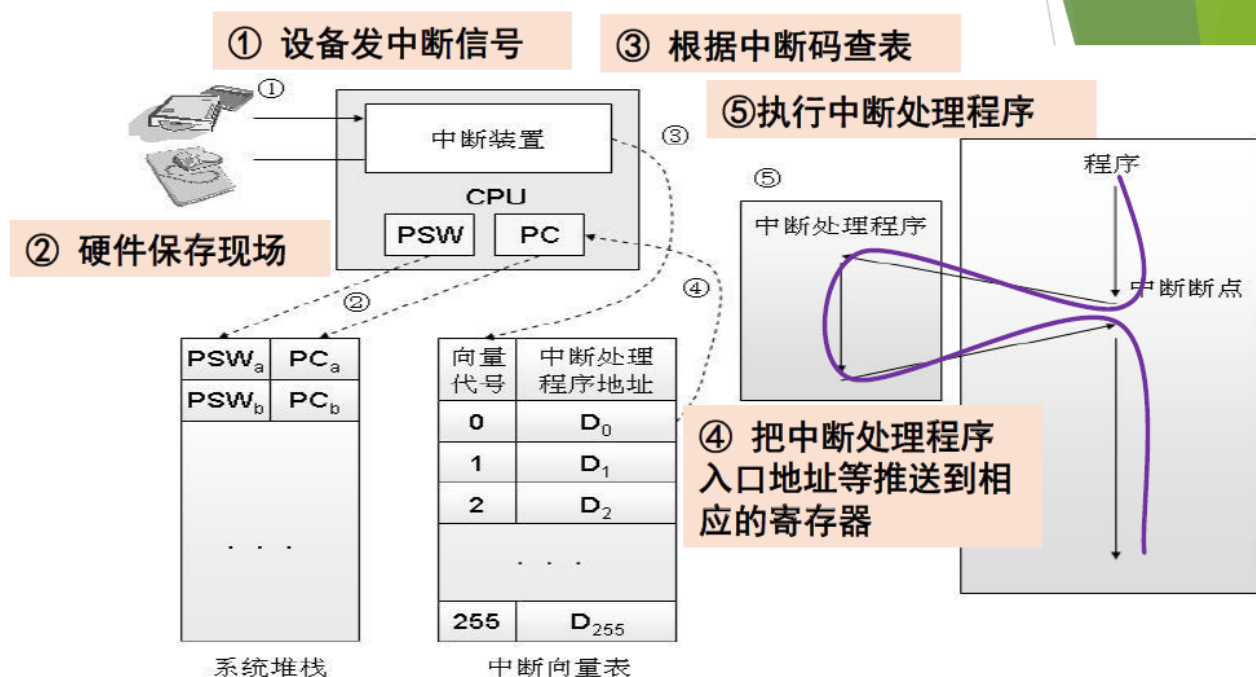 ① 设备发中断信号
③ 根据中断码查表
①
⑤执行中断处理程序
中断装置
③
程序
CPU
⑤
PSW
PC
中断处理程序
② 硬件保存现场
②
④
中断断点
PSWa
PCa
PSWb
PCb
. . .
系统堆栈
向量
代号
中断处理
程序地址
0
D0
1
D1
2
D2
. . .
255
D255
中断向量表
④ 把中断处理程序
入口地址等推送到相
应的寄存器